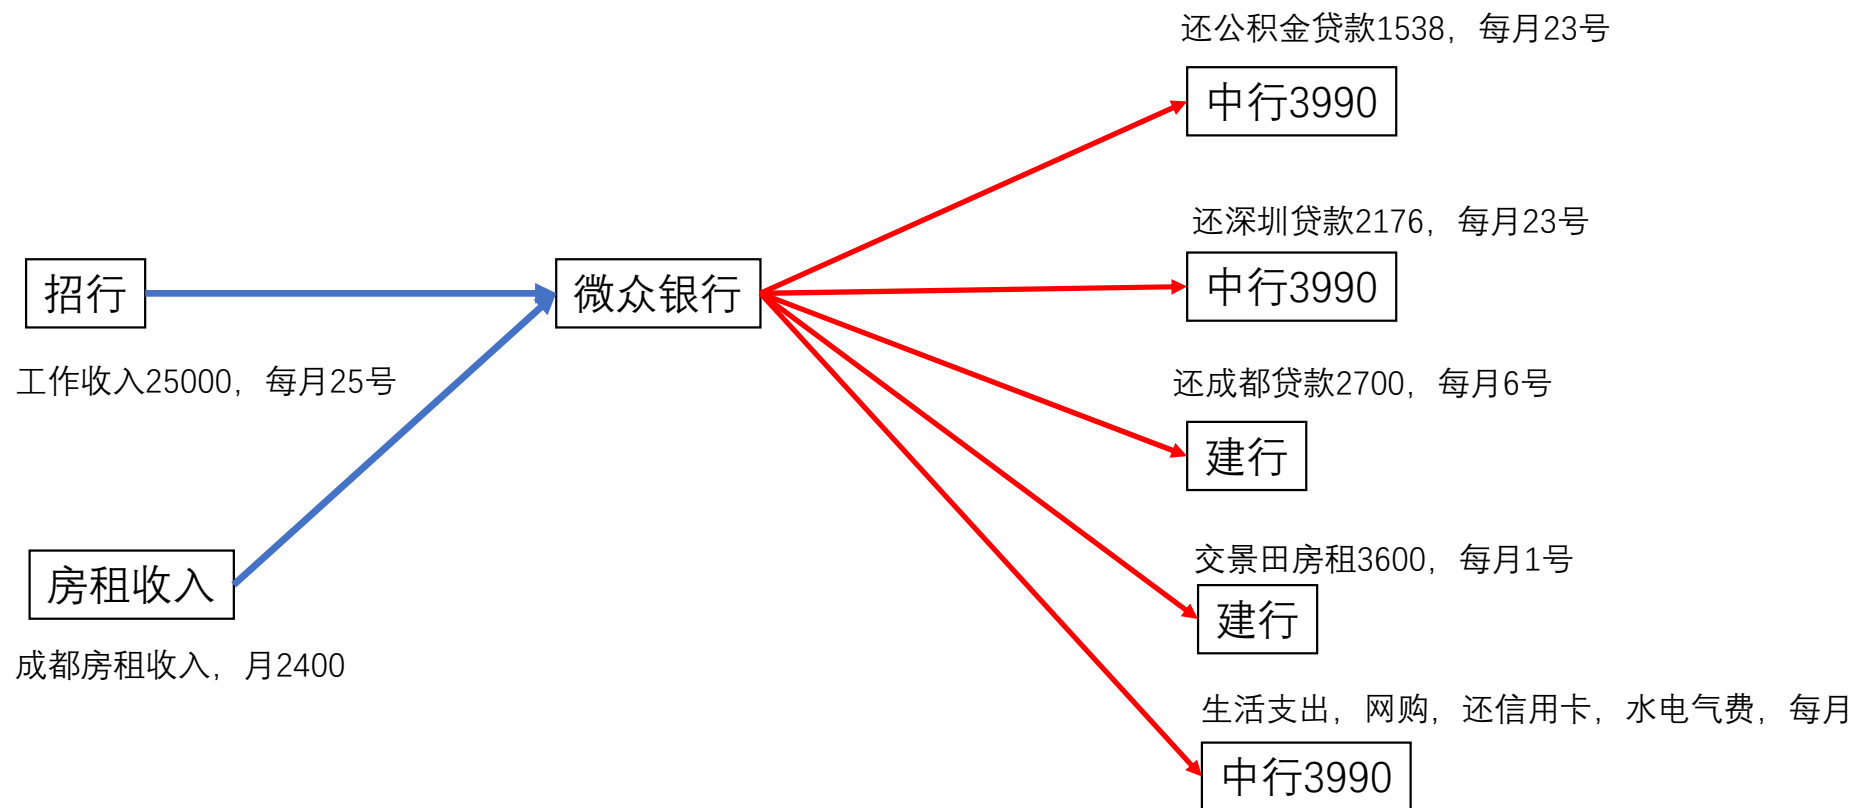 还公积金贷款1538，每月23号
中行3990
还深圳贷款2176，每月23号
中行3990
招行
微众银行
工作收入25000，每月25号
还成都贷款2700，每月6号
建行
交景田房租3600，每月1号
房租收入
建行
成都房租收入，月2400
生活支出，网购，还信用卡，水电气费，每月
中行3990